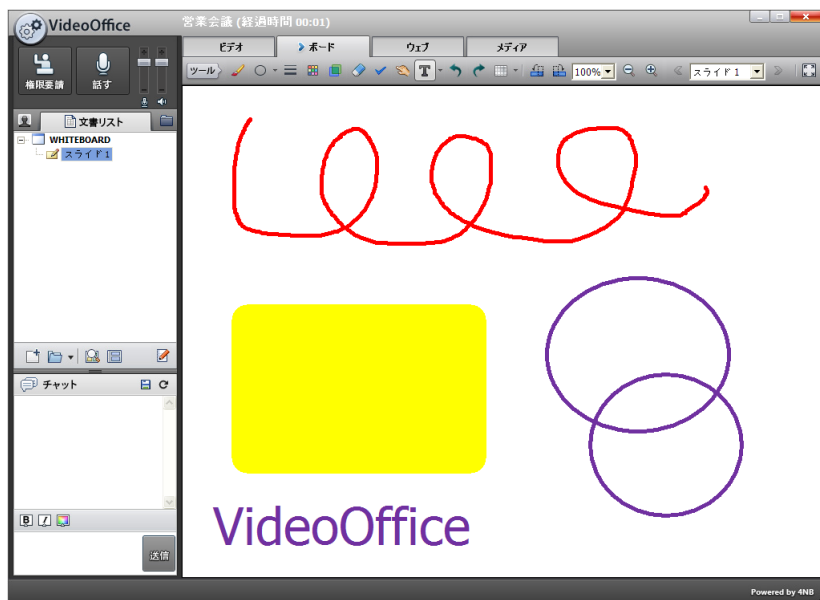 VideoOffice
営業会議 (経過時間 00:01)
ビデオ
ボード
ウェブ
メディア
権限要請
話す
ツール
T
100%
スライド 1
文書リスト
WHITEBOARD
スライド 1
チャット
B I
送信
VideoOffice
Powered by 4NB